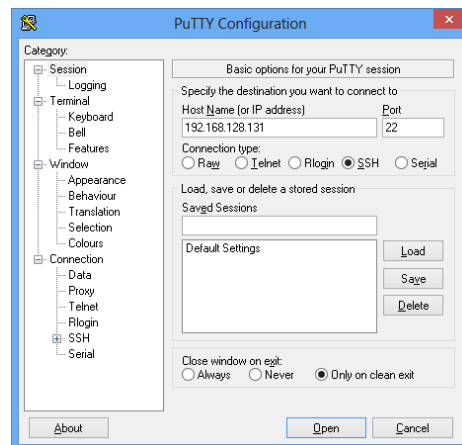 PuTTY Configuration
Category:
Session
Logging
Terminal
Keyboard
Bell
Features
Window
Appearance
Behaviour
Translation
Selection
Colours
Connection
Data
Proxy
Telnet
Rlogin
SSH
Serial
Basic options for your PuTTY session
Specify the destination you want to connect to
Host Name (or IP address) Port
192.168.128.131 22
Connection type:
Raw Telnet Rlogin SSH Serial
Load, save or delete a stored session
Saved Sessions
Default Settings
Load
Save
Delete
Close window on exit:
Always Never Only on clean exit
About Open Cancel